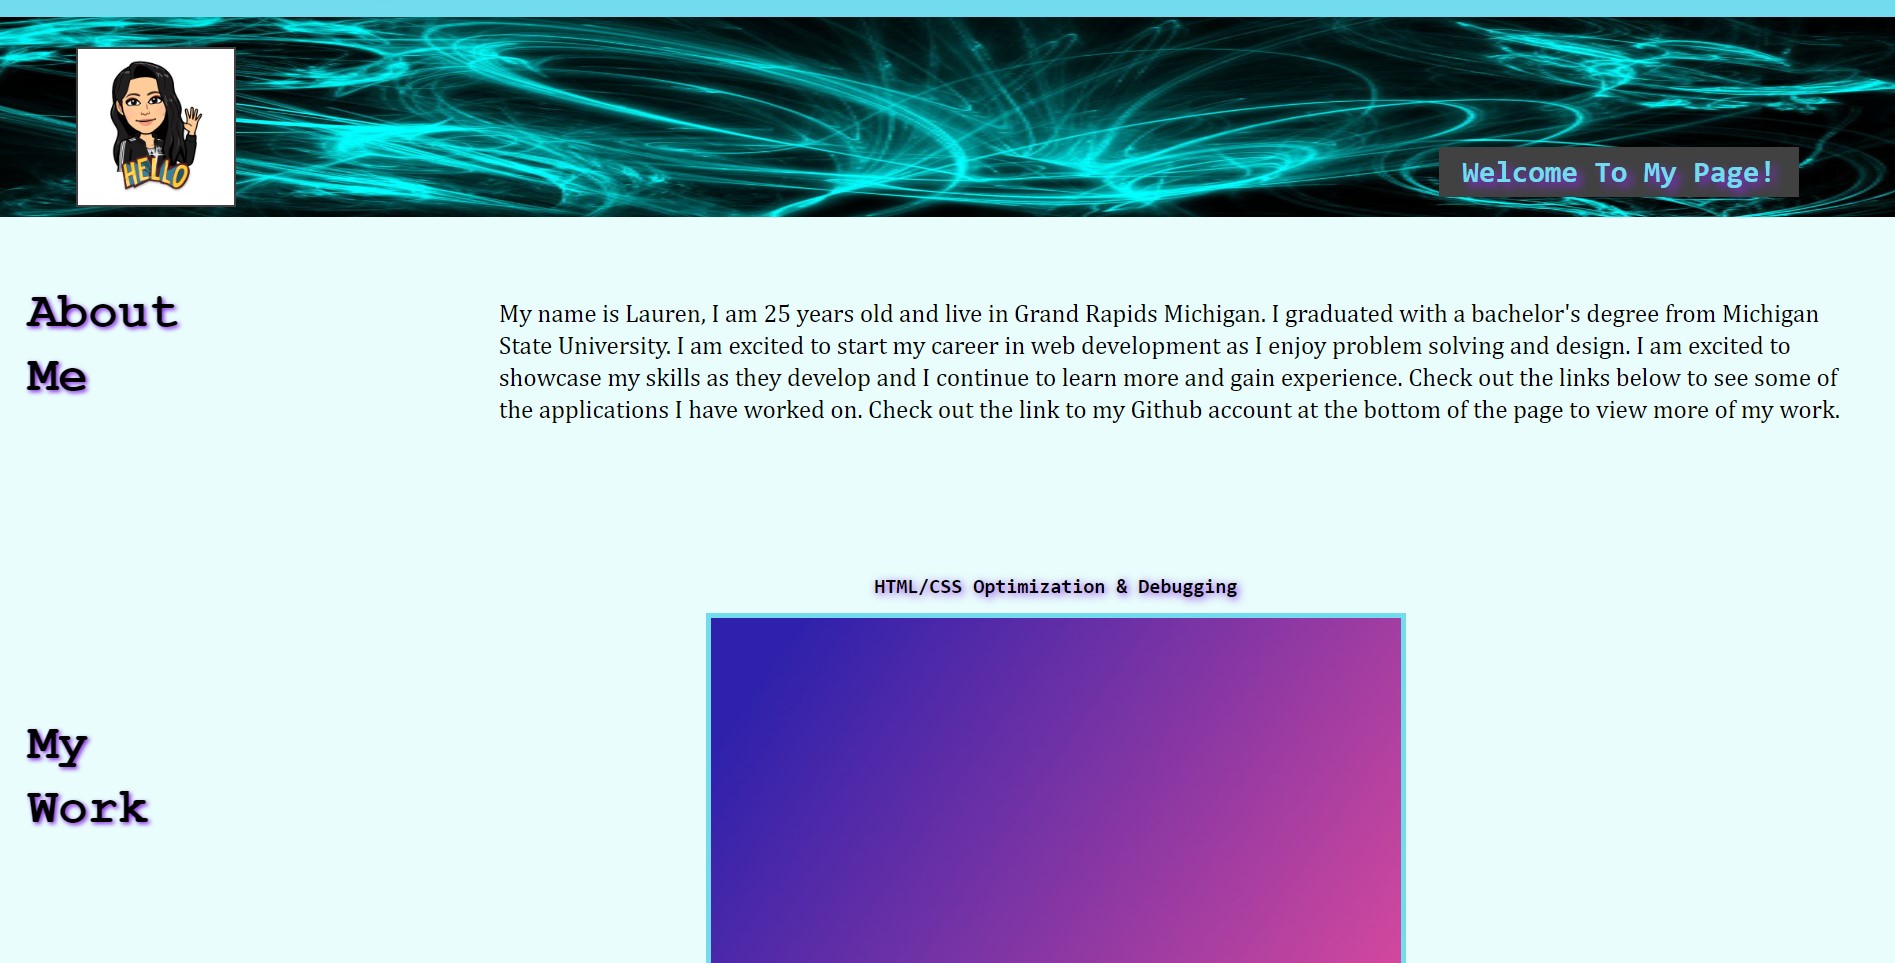 HELLO
Welcome To My Page!
About
Me
My name is Lauren, I am 25 years old and live in Grand Rapids Michigan. I graduated with a bachelor's degree from Michigan
State University. I am excited to start my career in web development as I enjoy problem solving and design. I am excited to
showcase my skills as they develop and I continue to learn more and gain experience. Check out the links below to see some of
the applications I have worked on. Check out the link to my Github account at the bottom of the page to view more of my work.
My
Work
HTML/CSS Optimization & Debugging